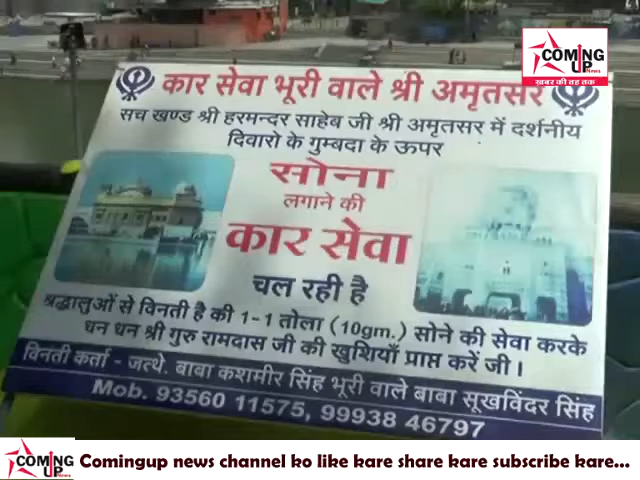 COMING
UP
News
ख़बर की तह तक
कार सेवा भूरी वाले श्री अमृतसर
सच खण्ड श्री हरमन्दर साहेब जी श्री अमृतसर में दर्शनीय
दिवारो के गुम्बदा के ऊपर
सोना
लगाने की
कार सेवा
चल रही है
श्रद्धालुओं से विनती है की 1-1 तोला (10gm.) सोने की सेवा करके
धन धन श्री गुरु रामदास जी की खुशियाँ प्राप्त करें जी।
विनती कर्ता - जत्थे. बाबा कशमीर सिंह भूरी वाले बाबा सूखविंदर सिंह
Mob. 93560 11575, 99938 46797
COMING
UP
News
Comingup news channel ko like kare share kare subscribe kare...